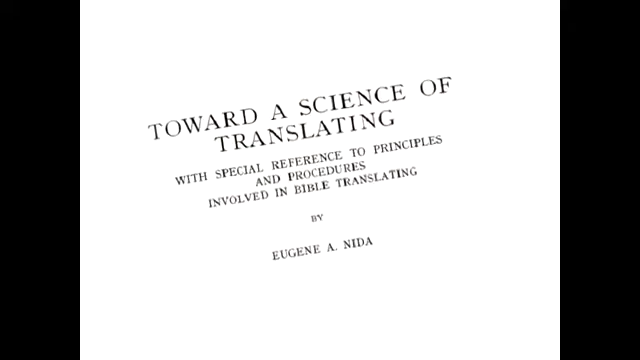 TOWARD A SCIENCE OF
TRANSLATING
WITH SPECIAL REFERENCE TO PRINCIPLES
AND PROCEDURES
INVOLVED IN BIBLE TRANSLATING
BY
EUGENE A. NIDA